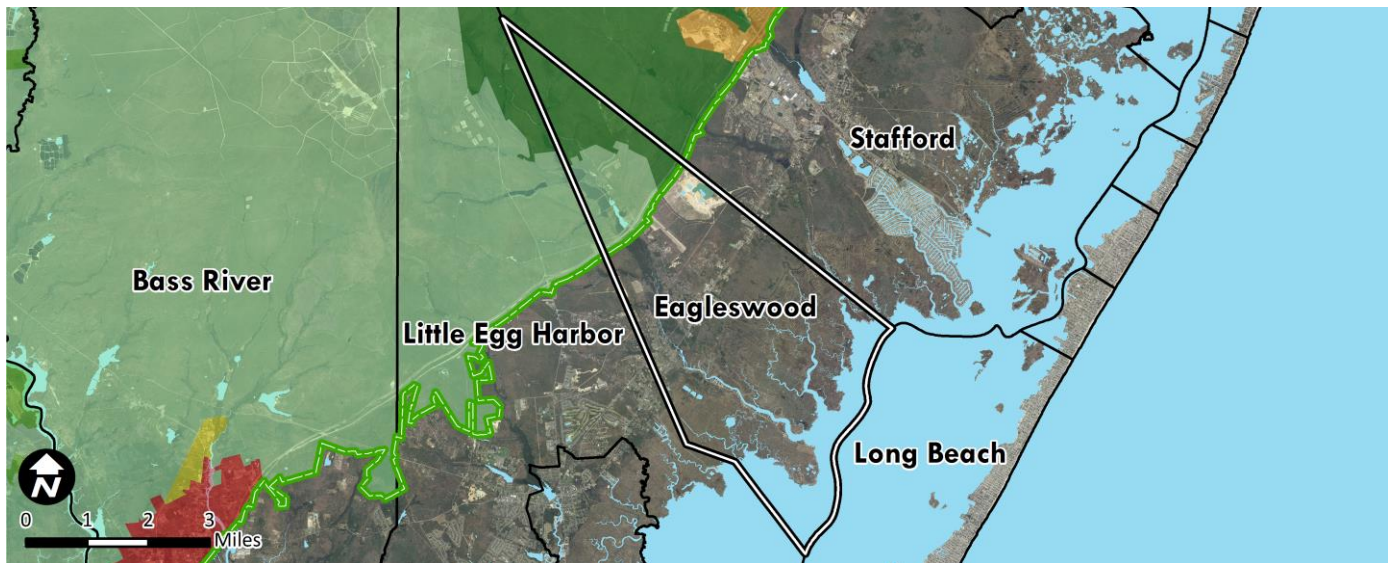 Stafford
Bass River
Eagleswood
Little Egg Harbor
Long Beach
N
0 1 2 3
Miles